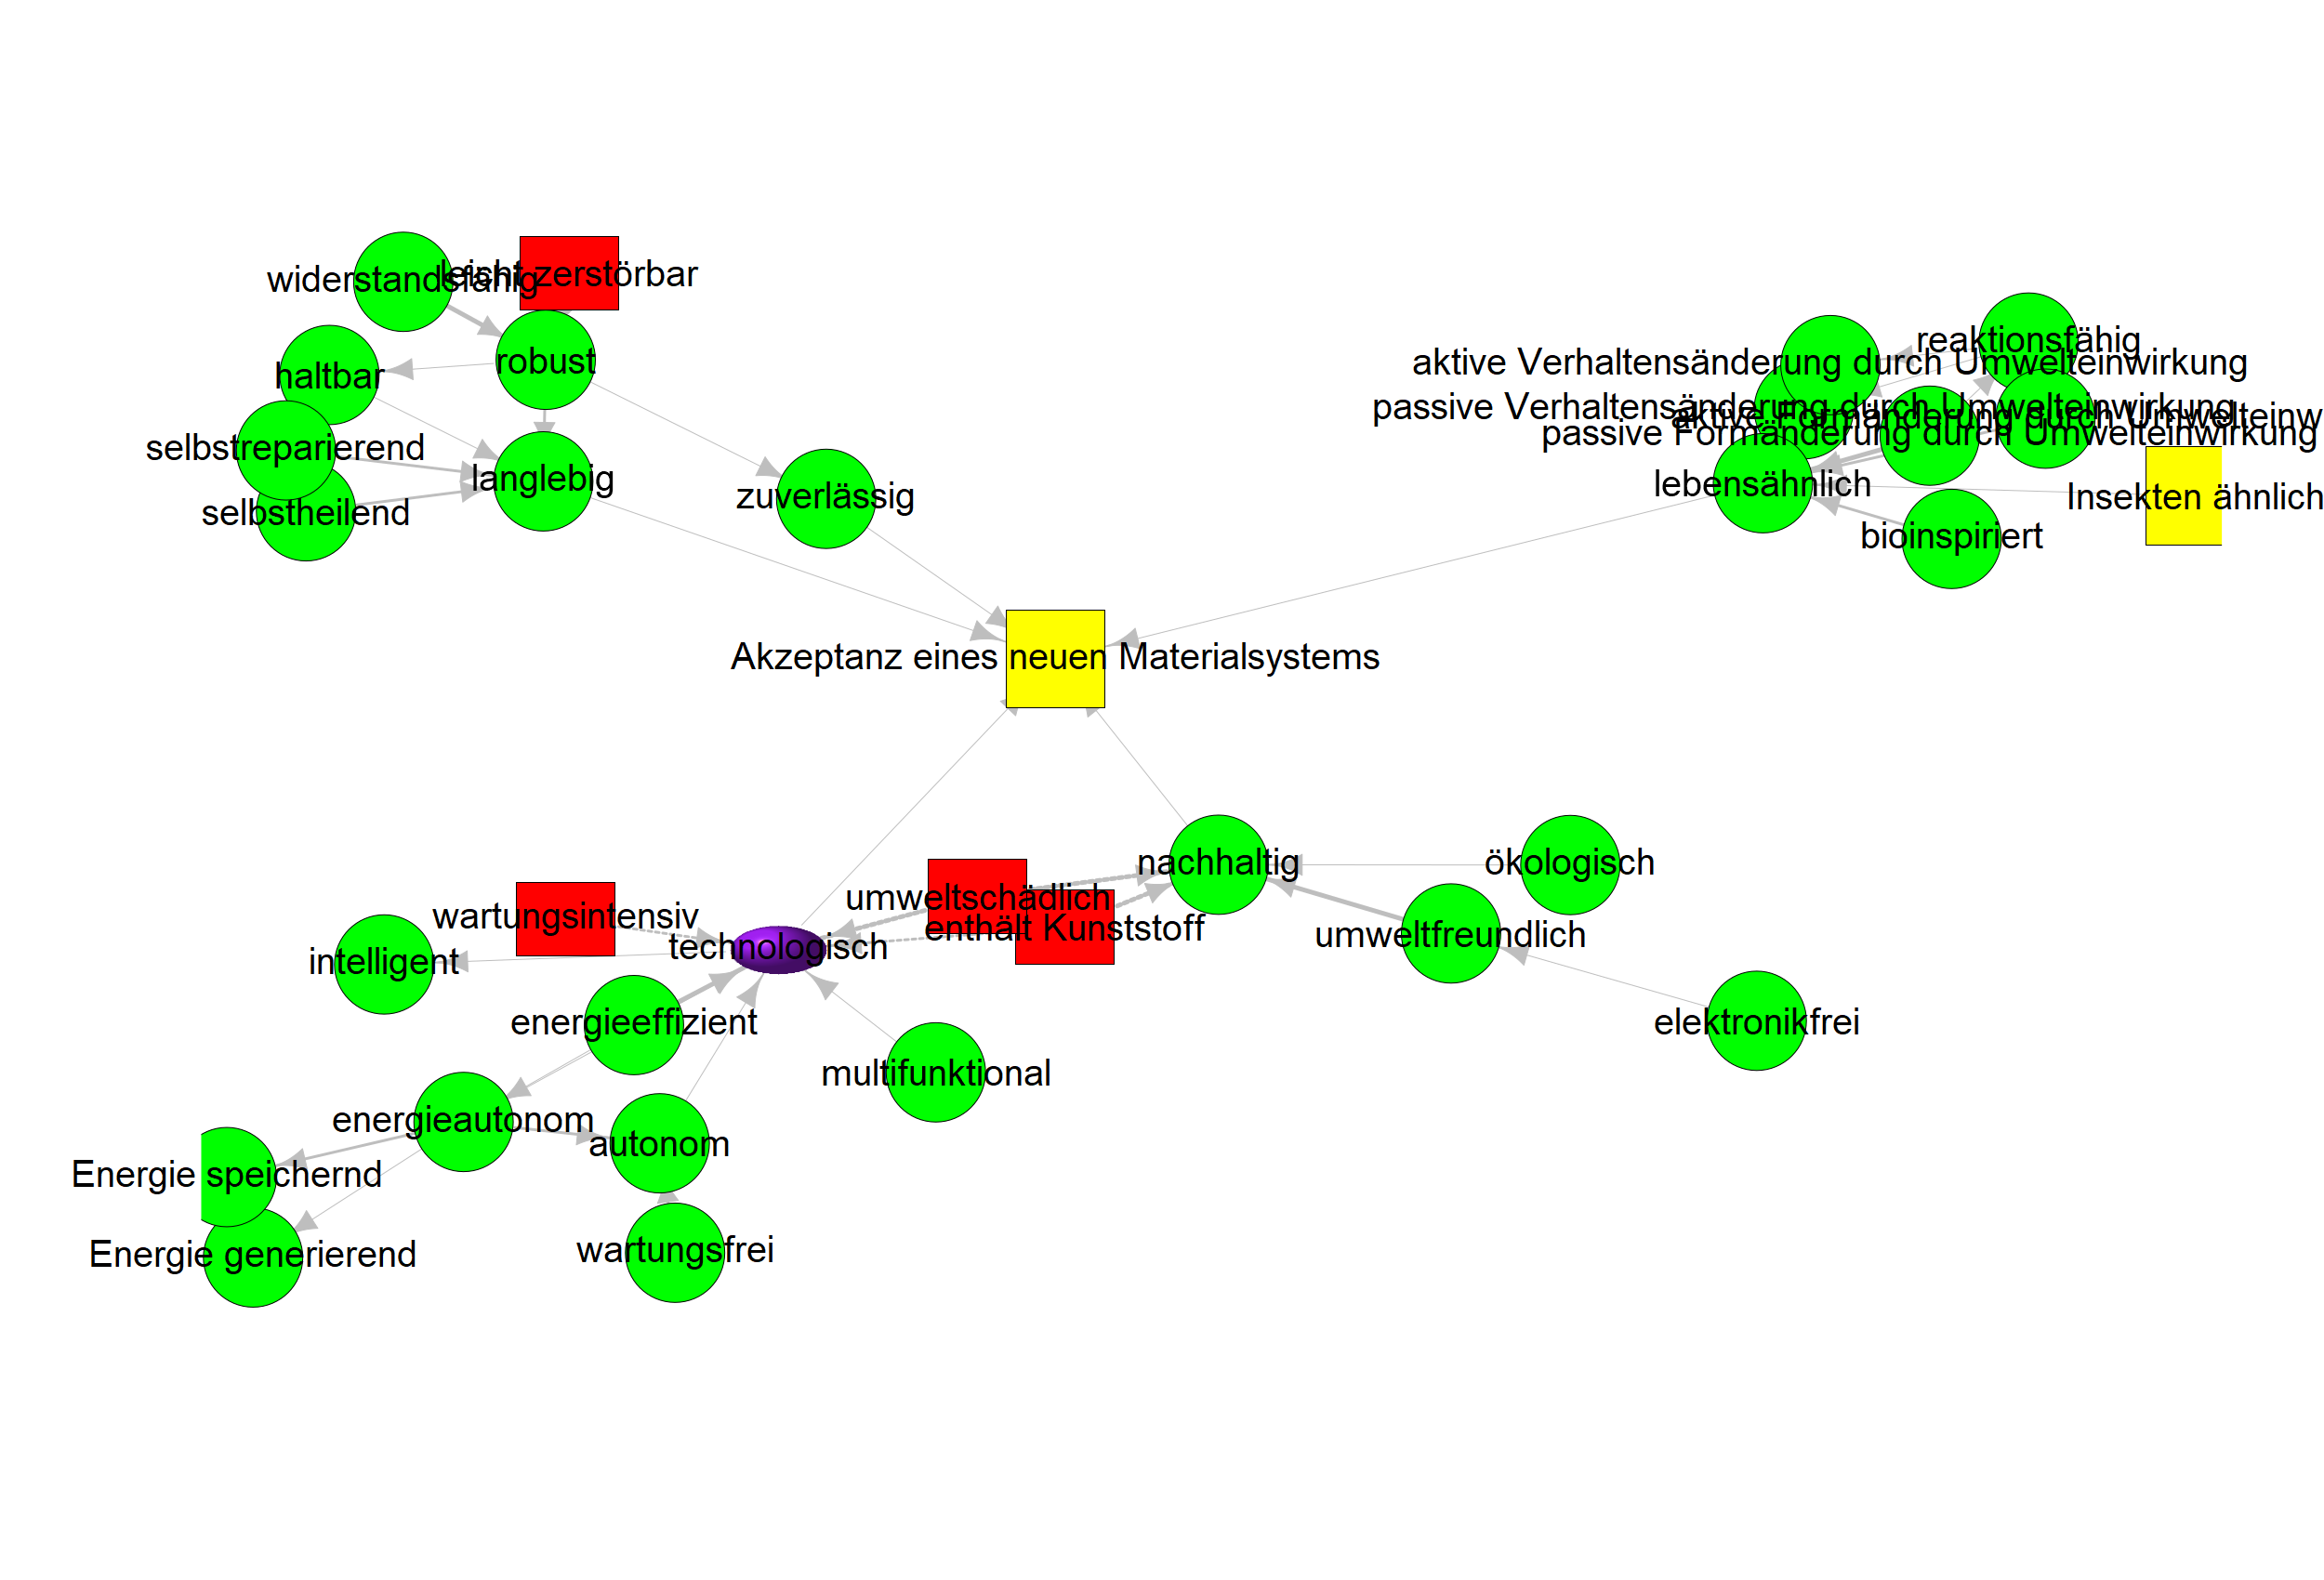 widerstandsfähig
leicht zerstörbar
robust
haltbar
selbstreparierend
langlebig
selbstheilend
zuverlässig
reaktionsfähig
aktive Verhaltensänderung durch Umwelteinwirkung
passive Verhaltensänderung durch Umwelteinwirkung
aktive Formänderung durch Umwelteinw
passive Formänderung durch Umwelteinwirkung
lebensähnlich
Insekten ähnlich
bioinspiriert
Akzeptanz eines neuen Materialsystems
nachhaltig
ökologisch
umweltschädlich
wartungsintensiv
enthält Kunststoff
umweltfreundlich
technologisch
intelligent
energieeffizient
elektronikfrei
multifunktional
energieautonom
autonom
Energie speichernd
wartungsfrei
Energie generierend